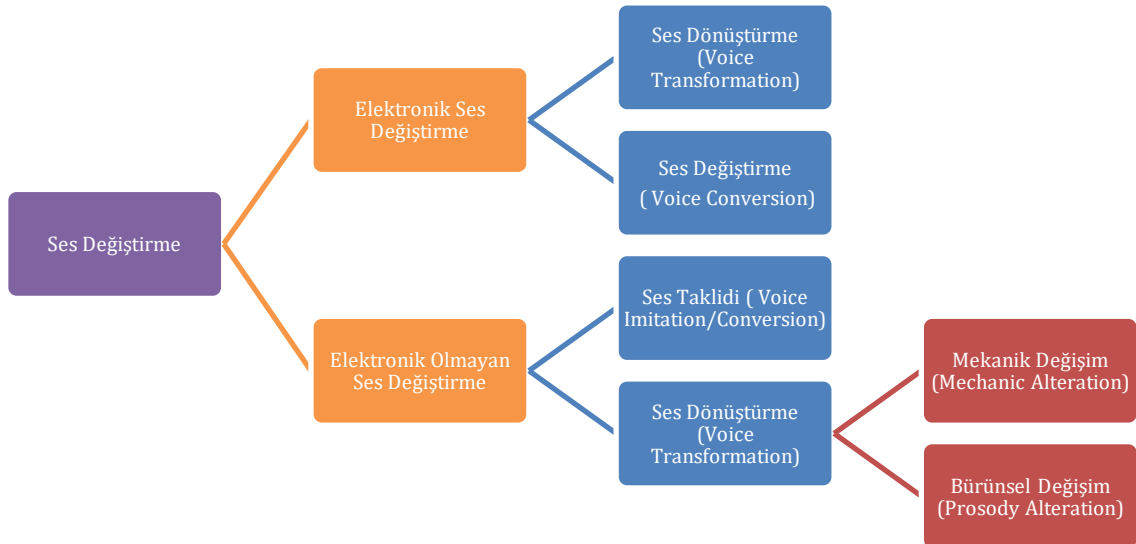 Ses Değiştirme
Elektronik Ses
Değiştirme
Ses Dönüştürme
(Voice
Transformation)
Ses Değiştirme
( Voice Conversion)
Elektronik Olmayan
Ses Değiştirme
Ses Taklidi ( Voice
Imitation/Conversion)
Ses Dönüştürme
(Voice
Transformation)
Mekanik Değişim
(Mechanic Alteration)
Bürünsel Değişim
(Prosody Alteration)